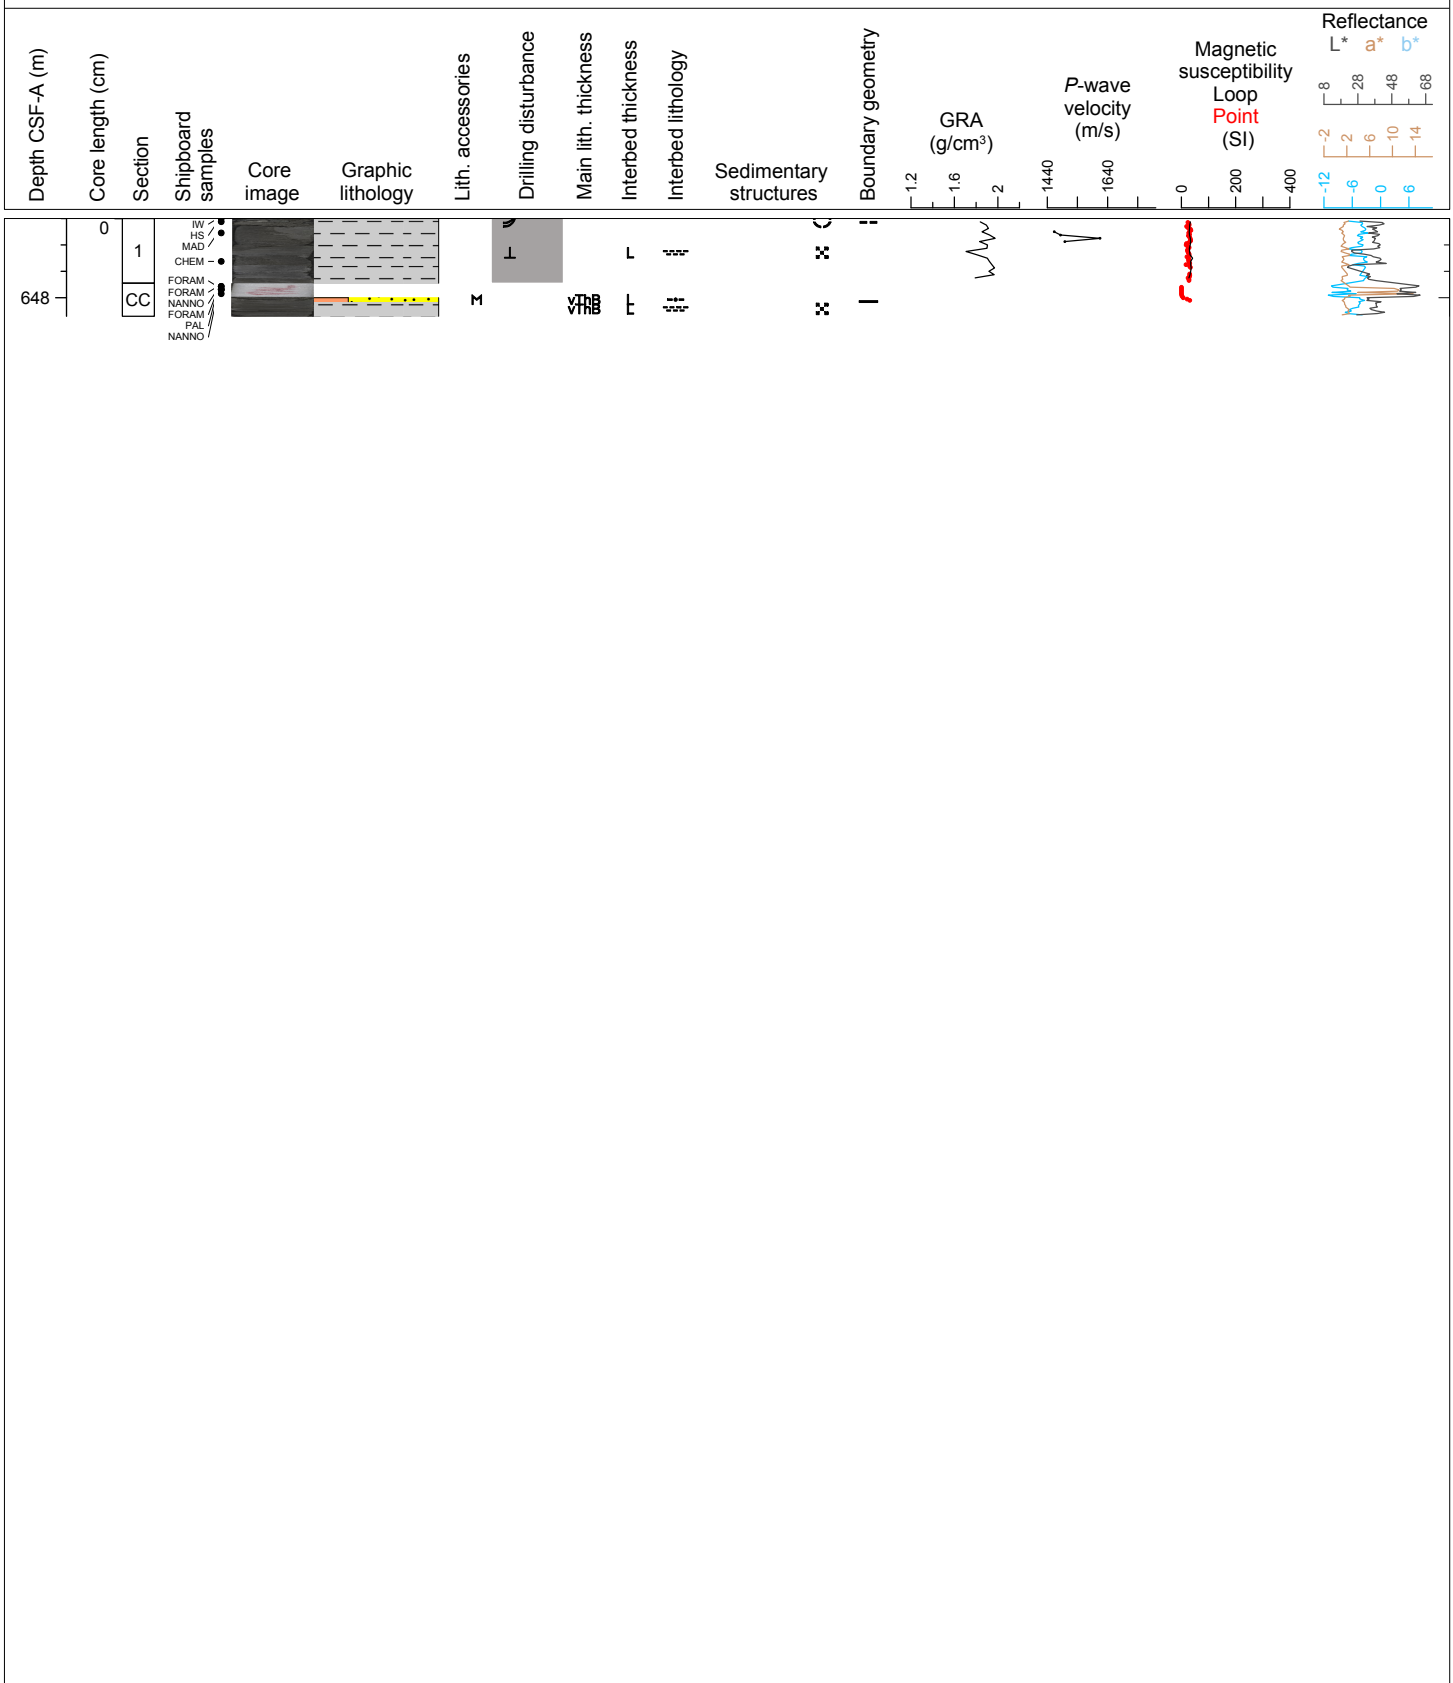 Depth CSF-A (m)
Core length (cm)
Section
Shipboard
samples
Core
image
Graphic
lithology
Lith. accessories
Drilling disturbance
Main lith. thickness
Interbed thickness
Interbed lithology
Sedimentary
structures
Boundary geometry
GRA
(g/cm³)
1.2 1.6 2
P-wave
velocity
(m/s)
1440 1640
Magnetic
susceptibility
Loop
Point
(SI)
0 200 400
Reflectance
L* a* b*
8 28 48 68
-2 2 6 10 14
-12 -6 0 6
0
648
1
CC
IW
HS
MAD
CHEM
FORAM
FORAM
NANNO
FORAM
PAL
NANNO
M
L
vThB L
vThB L